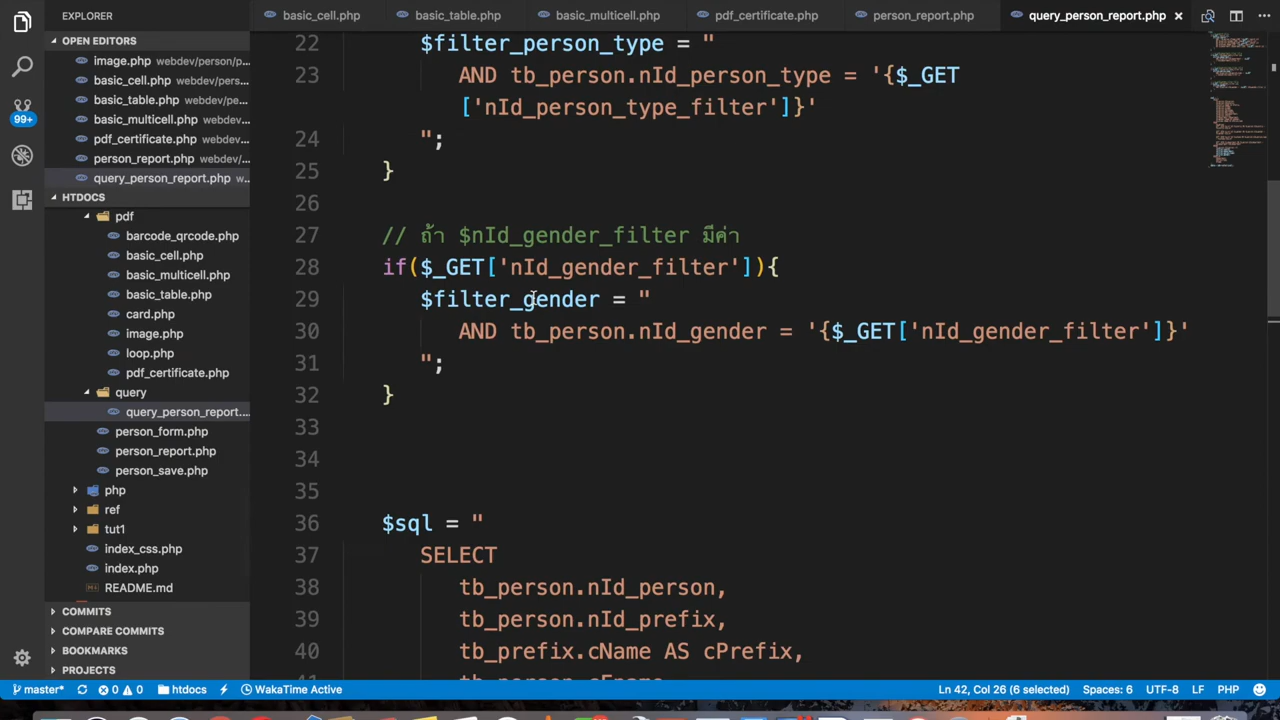 EXPLORER
basic_cell.php
basic_table.php
basic_multicell.php
pdf_certificate.php
person_report.php
query_person_report.php
OPEN EDITORS
image.php webdev/person/p
basic_cell.php webdev/pers
basic_table.php webdev/per
basic_multicell.php webdev
pdf_certificate.php webdev
person_report.php webdev/
query_person_report.php w...
HTDOCS
pdf
barcode_qrcode.php
basic_cell.php
basic_multicell.php
basic_table.php
card.php
image.php
loop.php
pdf_certificate.php
query
query_person_report....
person_form.php
person_report.php
person_save.php
php
ref
tut1
index_css.php
index.php
README.md
COMMITS
COMPARE COMMITS
BOOKMARKS
PROJECTS
99+
22 $filter_person_type = "
23 AND tb_person.nId_person_type = '{$_GET
['nId_person_type_filter']}'
24 ";
25 }
26
27 // ถ้า $nId_gender_filter มีค่า
28 if($_GET['nId_gender_filter']){
29 $filter_gender = "
30 AND tb_person.nId_gender = '{$_GET['nId_gender_filter']}'
31 ";
32 }
33
34
35
36 $sql = "
37 SELECT
38 tb_person.nId_person,
39 tb_person.nId_prefix,
40 tb_prefix.cName AS cPrefix,
master*
0
0
htdocs
WakaTime Active
Ln 42, Col 26 (6 selected)
Spaces: 6
UTF-8
LF
PHP